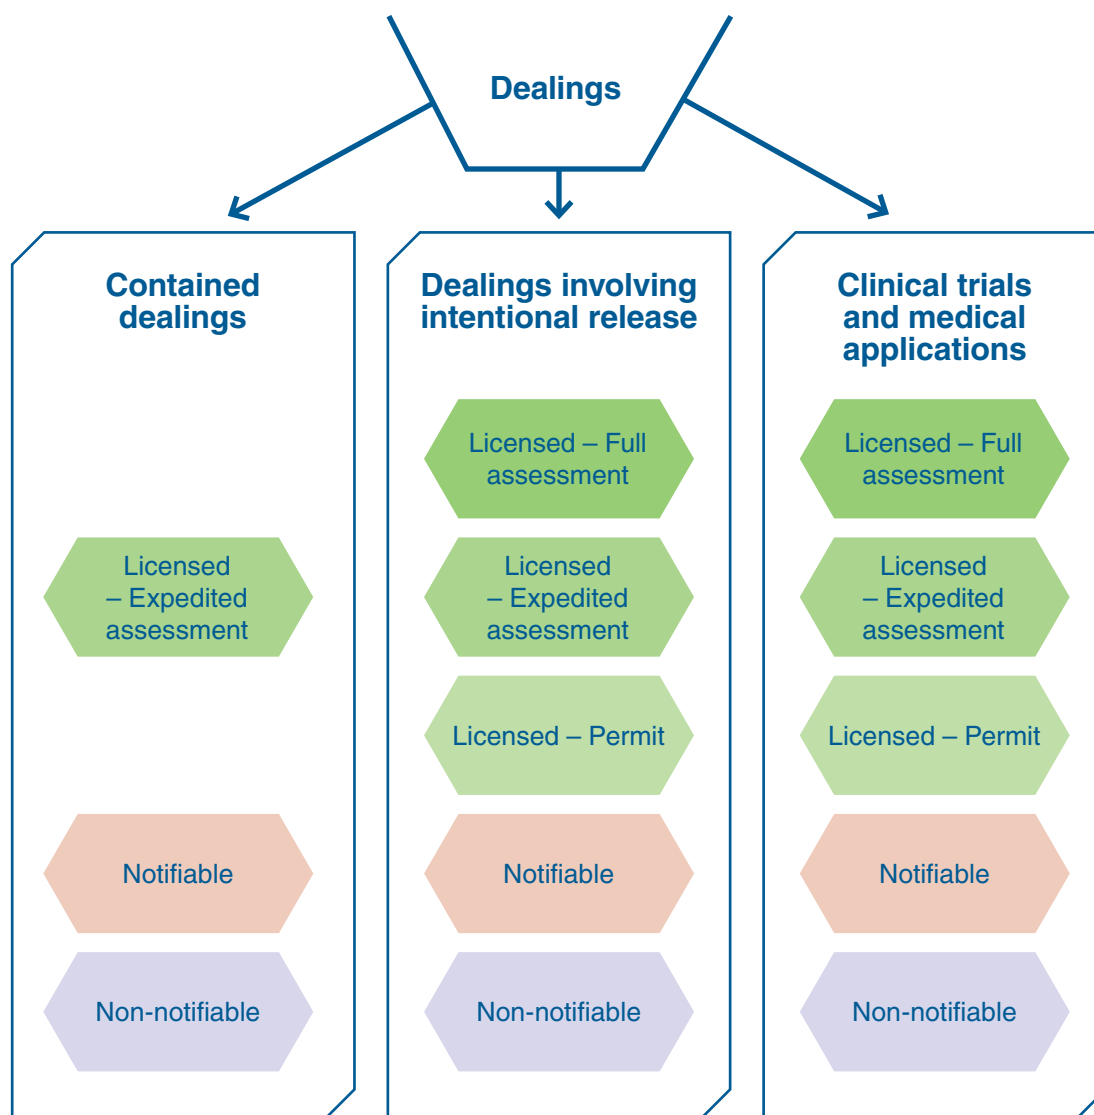 Dealings
Contained
dealings
Licensed
– Expedited
assessment
Notifiable
Non-notifiable
Dealings involving
intentional release
Licensed – Full
assessment
Licensed
– Expedited
assessment
Licensed – Permit
Notifiable
Non-notifiable
Clinical trials
and medical
applications
Licensed – Full
assessment
Licensed
– Expedited
assessment
Licensed – Permit
Notifiable
Non-notifiable